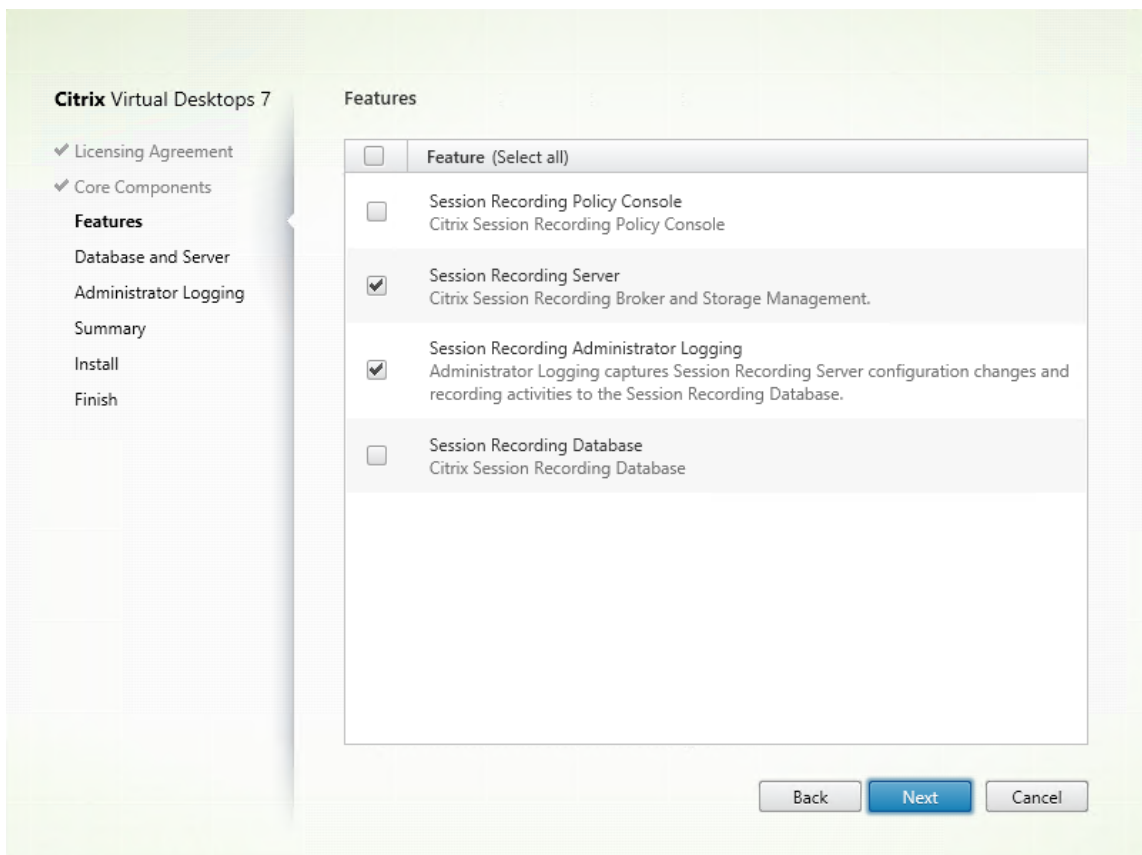 Citrix Virtual Desktops 7
Licensing Agreement
Core Components
Features
Database and Server
Administrator Logging
Summary
Install
Finish
Features
Feature (Select all)
Session Recording Policy Console
Citrix Session Recording Policy Console
Session Recording Server
Citrix Session Recording Broker and Storage Management.
Session Recording Administrator Logging
Administrator Logging captures Session Recording Server configuration changes and
recording activities to the Session Recording Database.
Session Recording Database
Citrix Session Recording Database
Back
Next
Cancel